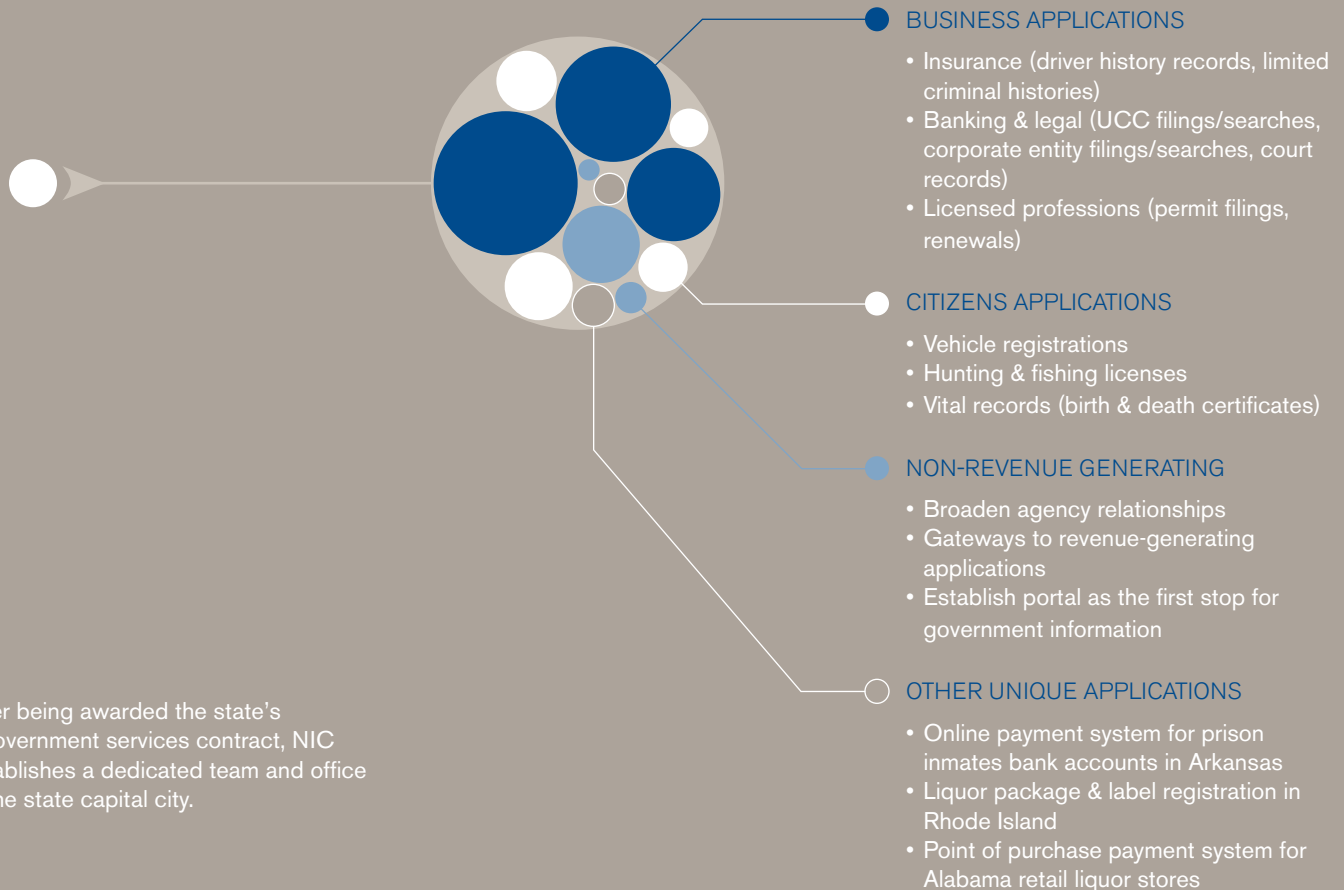 BUSINESS APPLICATIONS
• Insurance (driver history records, limited
criminal histories)
• Banking & legal (UCC filings/searches,
corporate entity filings/searches, court
records)
• Licensed professions (permit filings,
renewals)
CITIZENS APPLICATIONS
• Vehicle registrations
• Hunting & fishing licenses
• Vital records (birth & death certificates)
NON-REVENUE GENERATING
• Broaden agency relationships
• Gateways to revenue-generating
applications
• Establish portal as the first stop for
government information
OTHER UNIQUE APPLICATIONS
• Online payment system for prison
inmates bank accounts in Arkansas
• Liquor package & label registration in
Rhode Island
• Point of purchase payment system for
Alabama retail liquor stores
being awarded the state's
services contract, NIC
a dedicated team and office
state capital city.